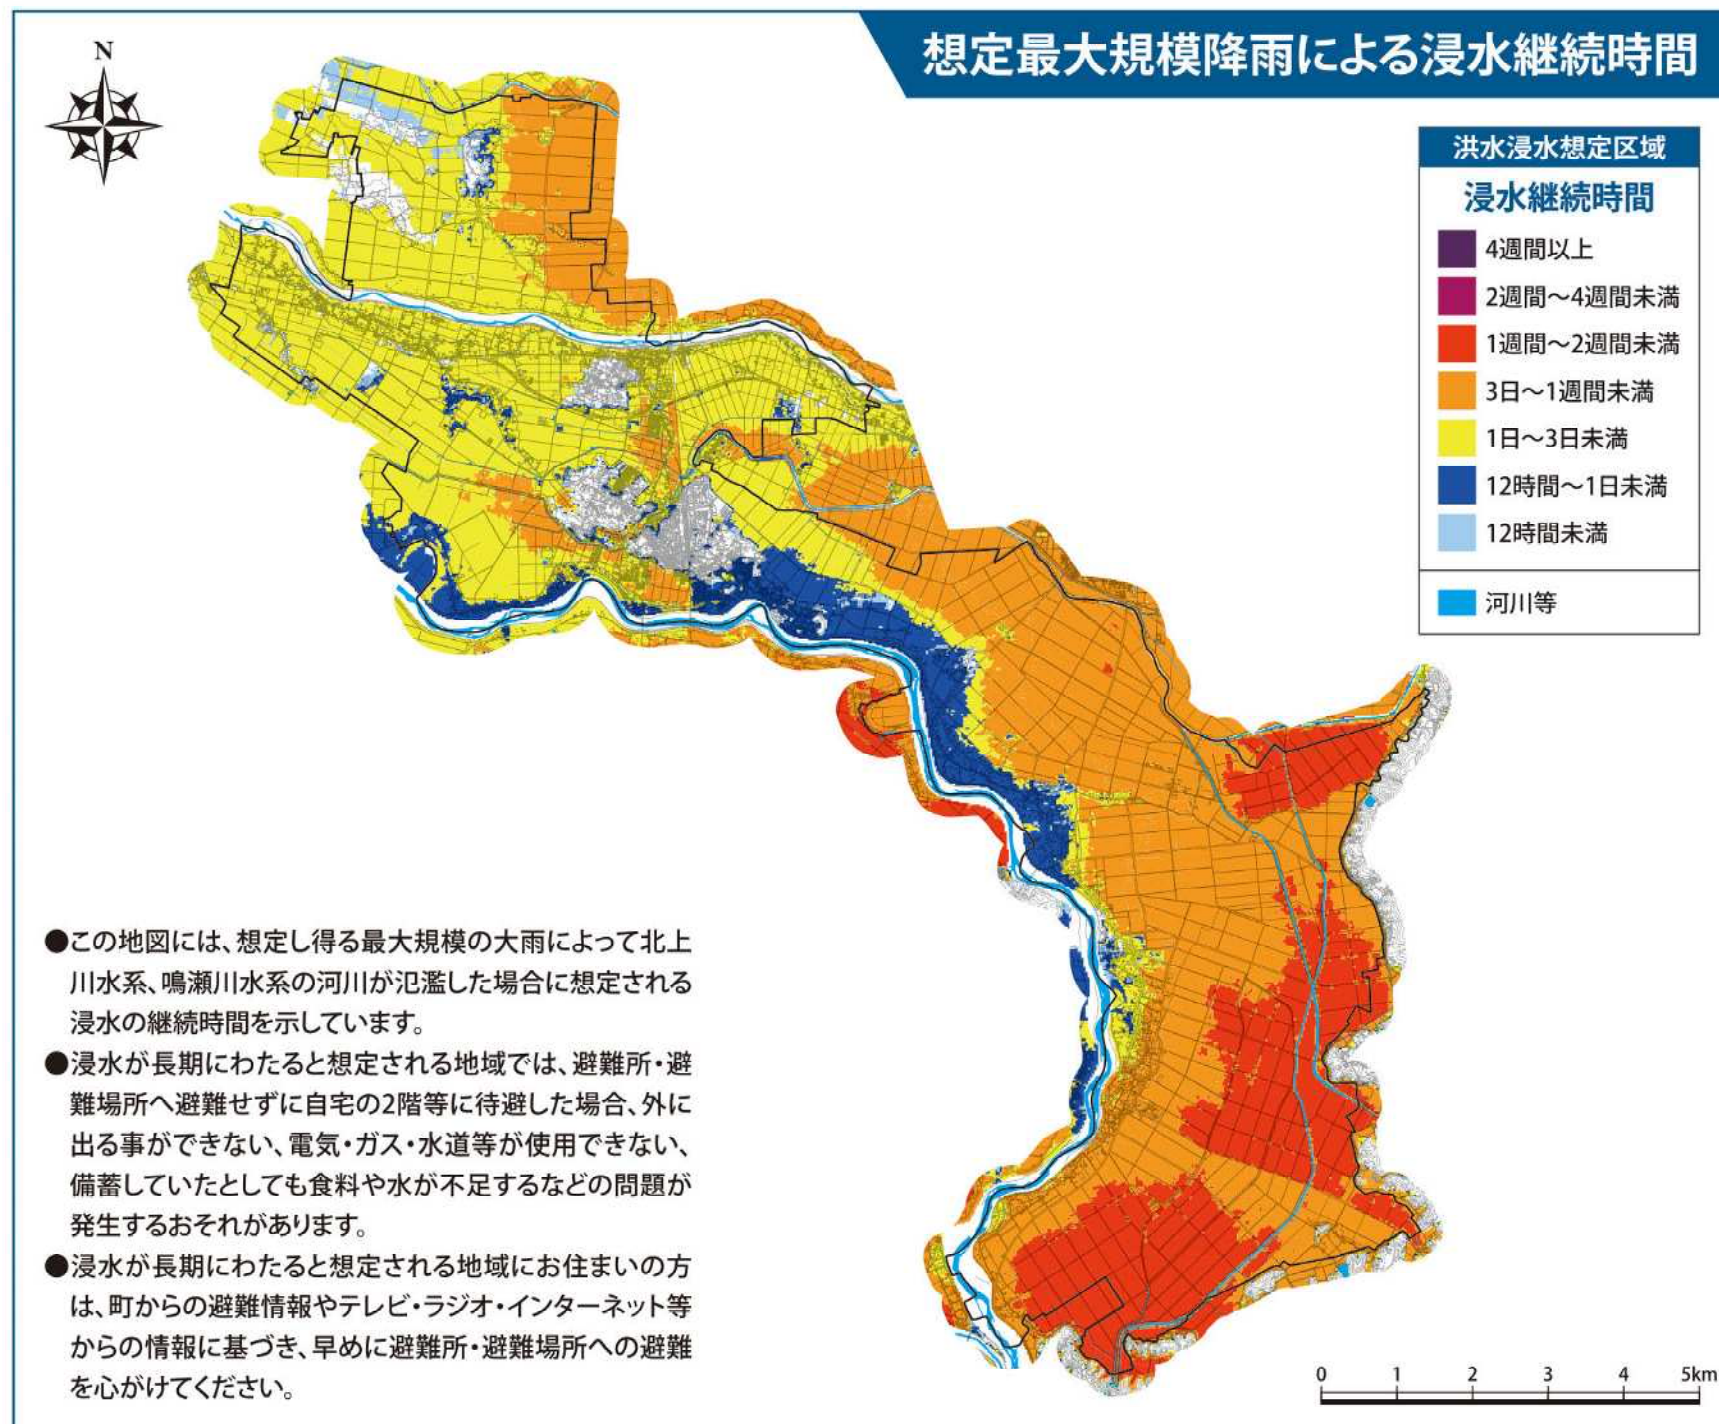 想定最大規模降雨による浸水継続時間
N
洪水浸水想定区域
浸水継続時間
4週間以上
2週間～4週間未満
1週間～2週間未満
3日～1週間未満
1日～3日未満
12時間～1日未満
12時間未満
河川等
●この地図には、想定し得る最大規模の大雨によって北上
川水系、鳴瀬川水系の河川が氾濫した場合に想定される
浸水の継続時間を示しています。
●浸水が長期にわたると想定される地域では、避難所・避
難場所へ避難せずに自宅の2階等に待避した場合、外に
出る事ができない、電気・ガス・水道等が使用できない、
備蓄していたとしても食料や水が不足するなどの問題が
発生するおそれがあります。
●浸水が長期にわたると想定される地域にお住まいの方
は、町からの避難情報やテレビ・ラジオ・インターネット等
からの情報に基づき、早めに避難所・避難場所への避難
を心がけてください。
0 1 2 3 4 5km